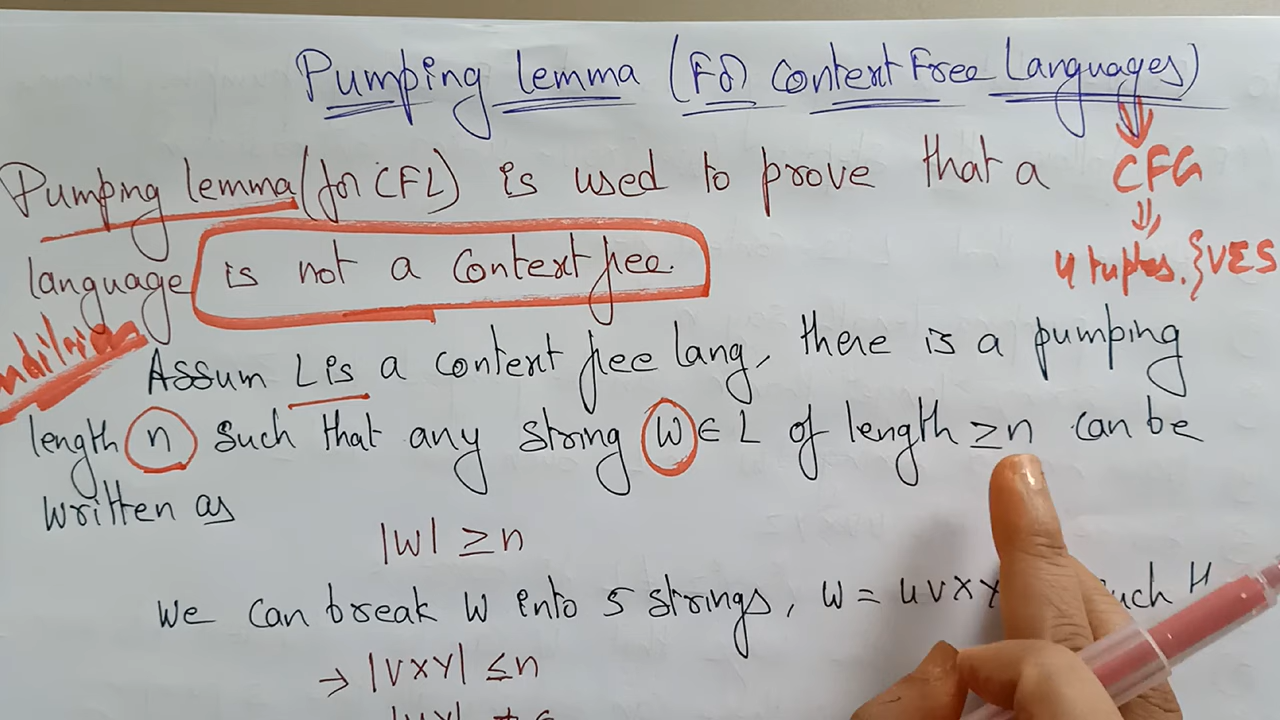 Pumping lemma (For Context Free Languages)
Pumping lemma (for CFL) is used to prove that a
CFG
language is not a Context free.
4 tuples. } VES
Assum L is a context free lang, there is a pumping
length n such that any string W ∈ L of length ≥ n can be
written as
|W| ≥ n
We can break W into 5 strings, W = UVXY
→ |VXY| ≤ n